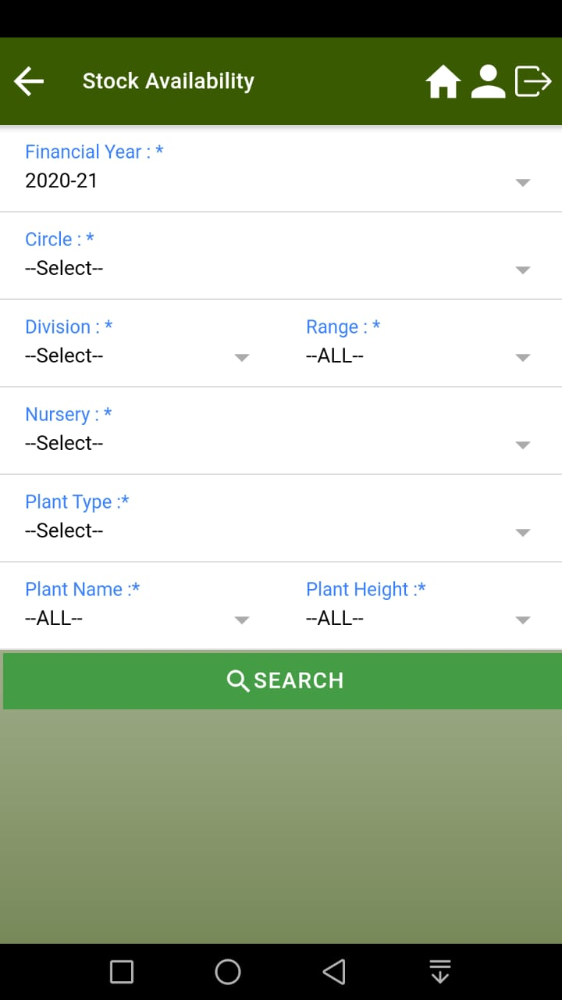 Stock Availability
Financial Year : *
2020-21
Circle : *
--Select--
Division : * Range : *
--Select-- --ALL--
Nursery : *
--Select--
Plant Type :*
--Select--
Plant Name :* Plant Height :*
--ALL-- --ALL--
SEARCH